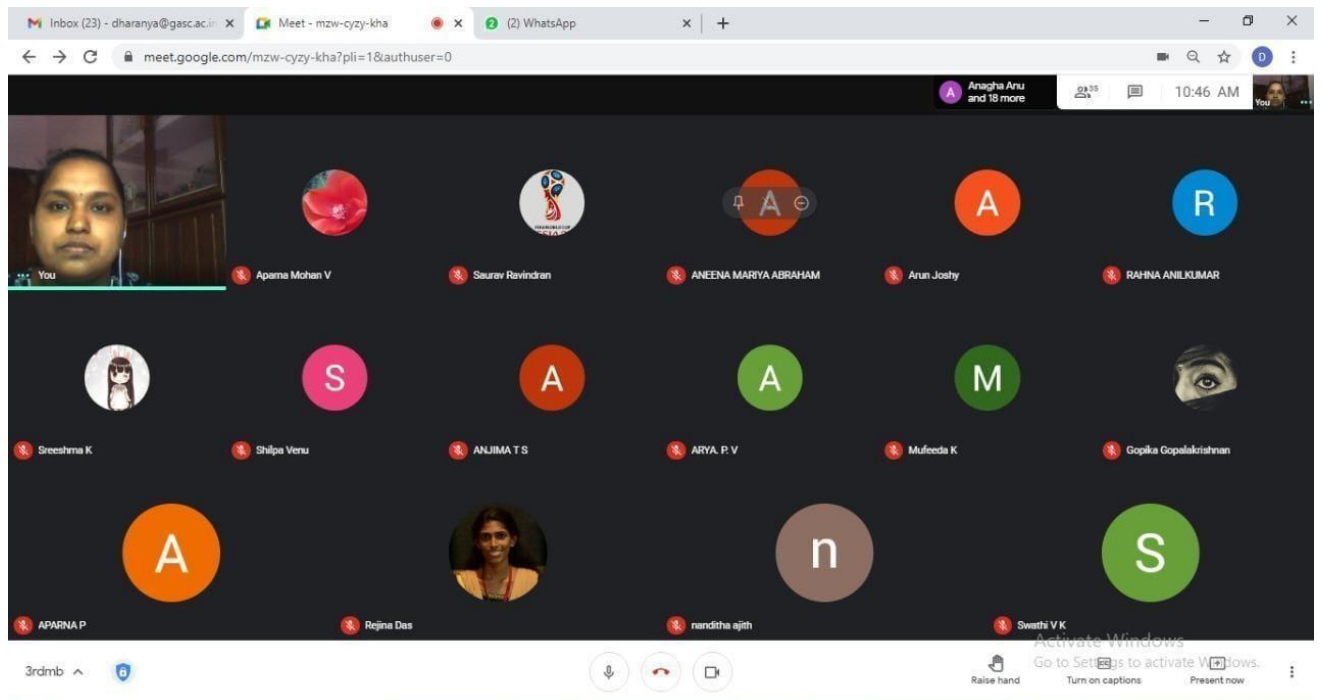 Inbox (23) - dharanya@gasc.ac.in
Meet - mzw-cyzy-kha
2 (2) WhatsApp
meet.google.com/mzw-cyzy-kha?pli=1&authuser=0
D
A Anagha Anu
and 18 more
35
10:46 AM
You
You
Aparna Mohan V
Saurav Ravindran
A
ANEENA MARIYA ABRAHAM
A
Arun Joshy
R
RAHNA ANILKUMAR
Sreeshma K
S
Shilpa Venu
A
ANJIMA T S
A
ARYA. P. V
M
Mufeeda K
Gopika Gopalakrishnan
A
APARNA P
Rejina Das
n
nanditha ajith
S
Swathi V K
Activate Windows
Go to Settings to activate Windows.
3rdmb
Raise hand
Turn on captions
Present now